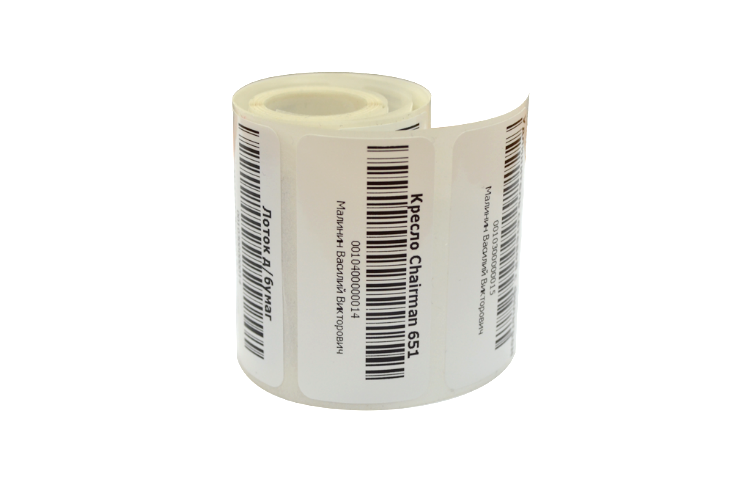 Лоток д/бумаг
Кресло Chairman 651
0010400000014
Малинин Василий Викторович
0010300000015
Малинин Василий Викторович